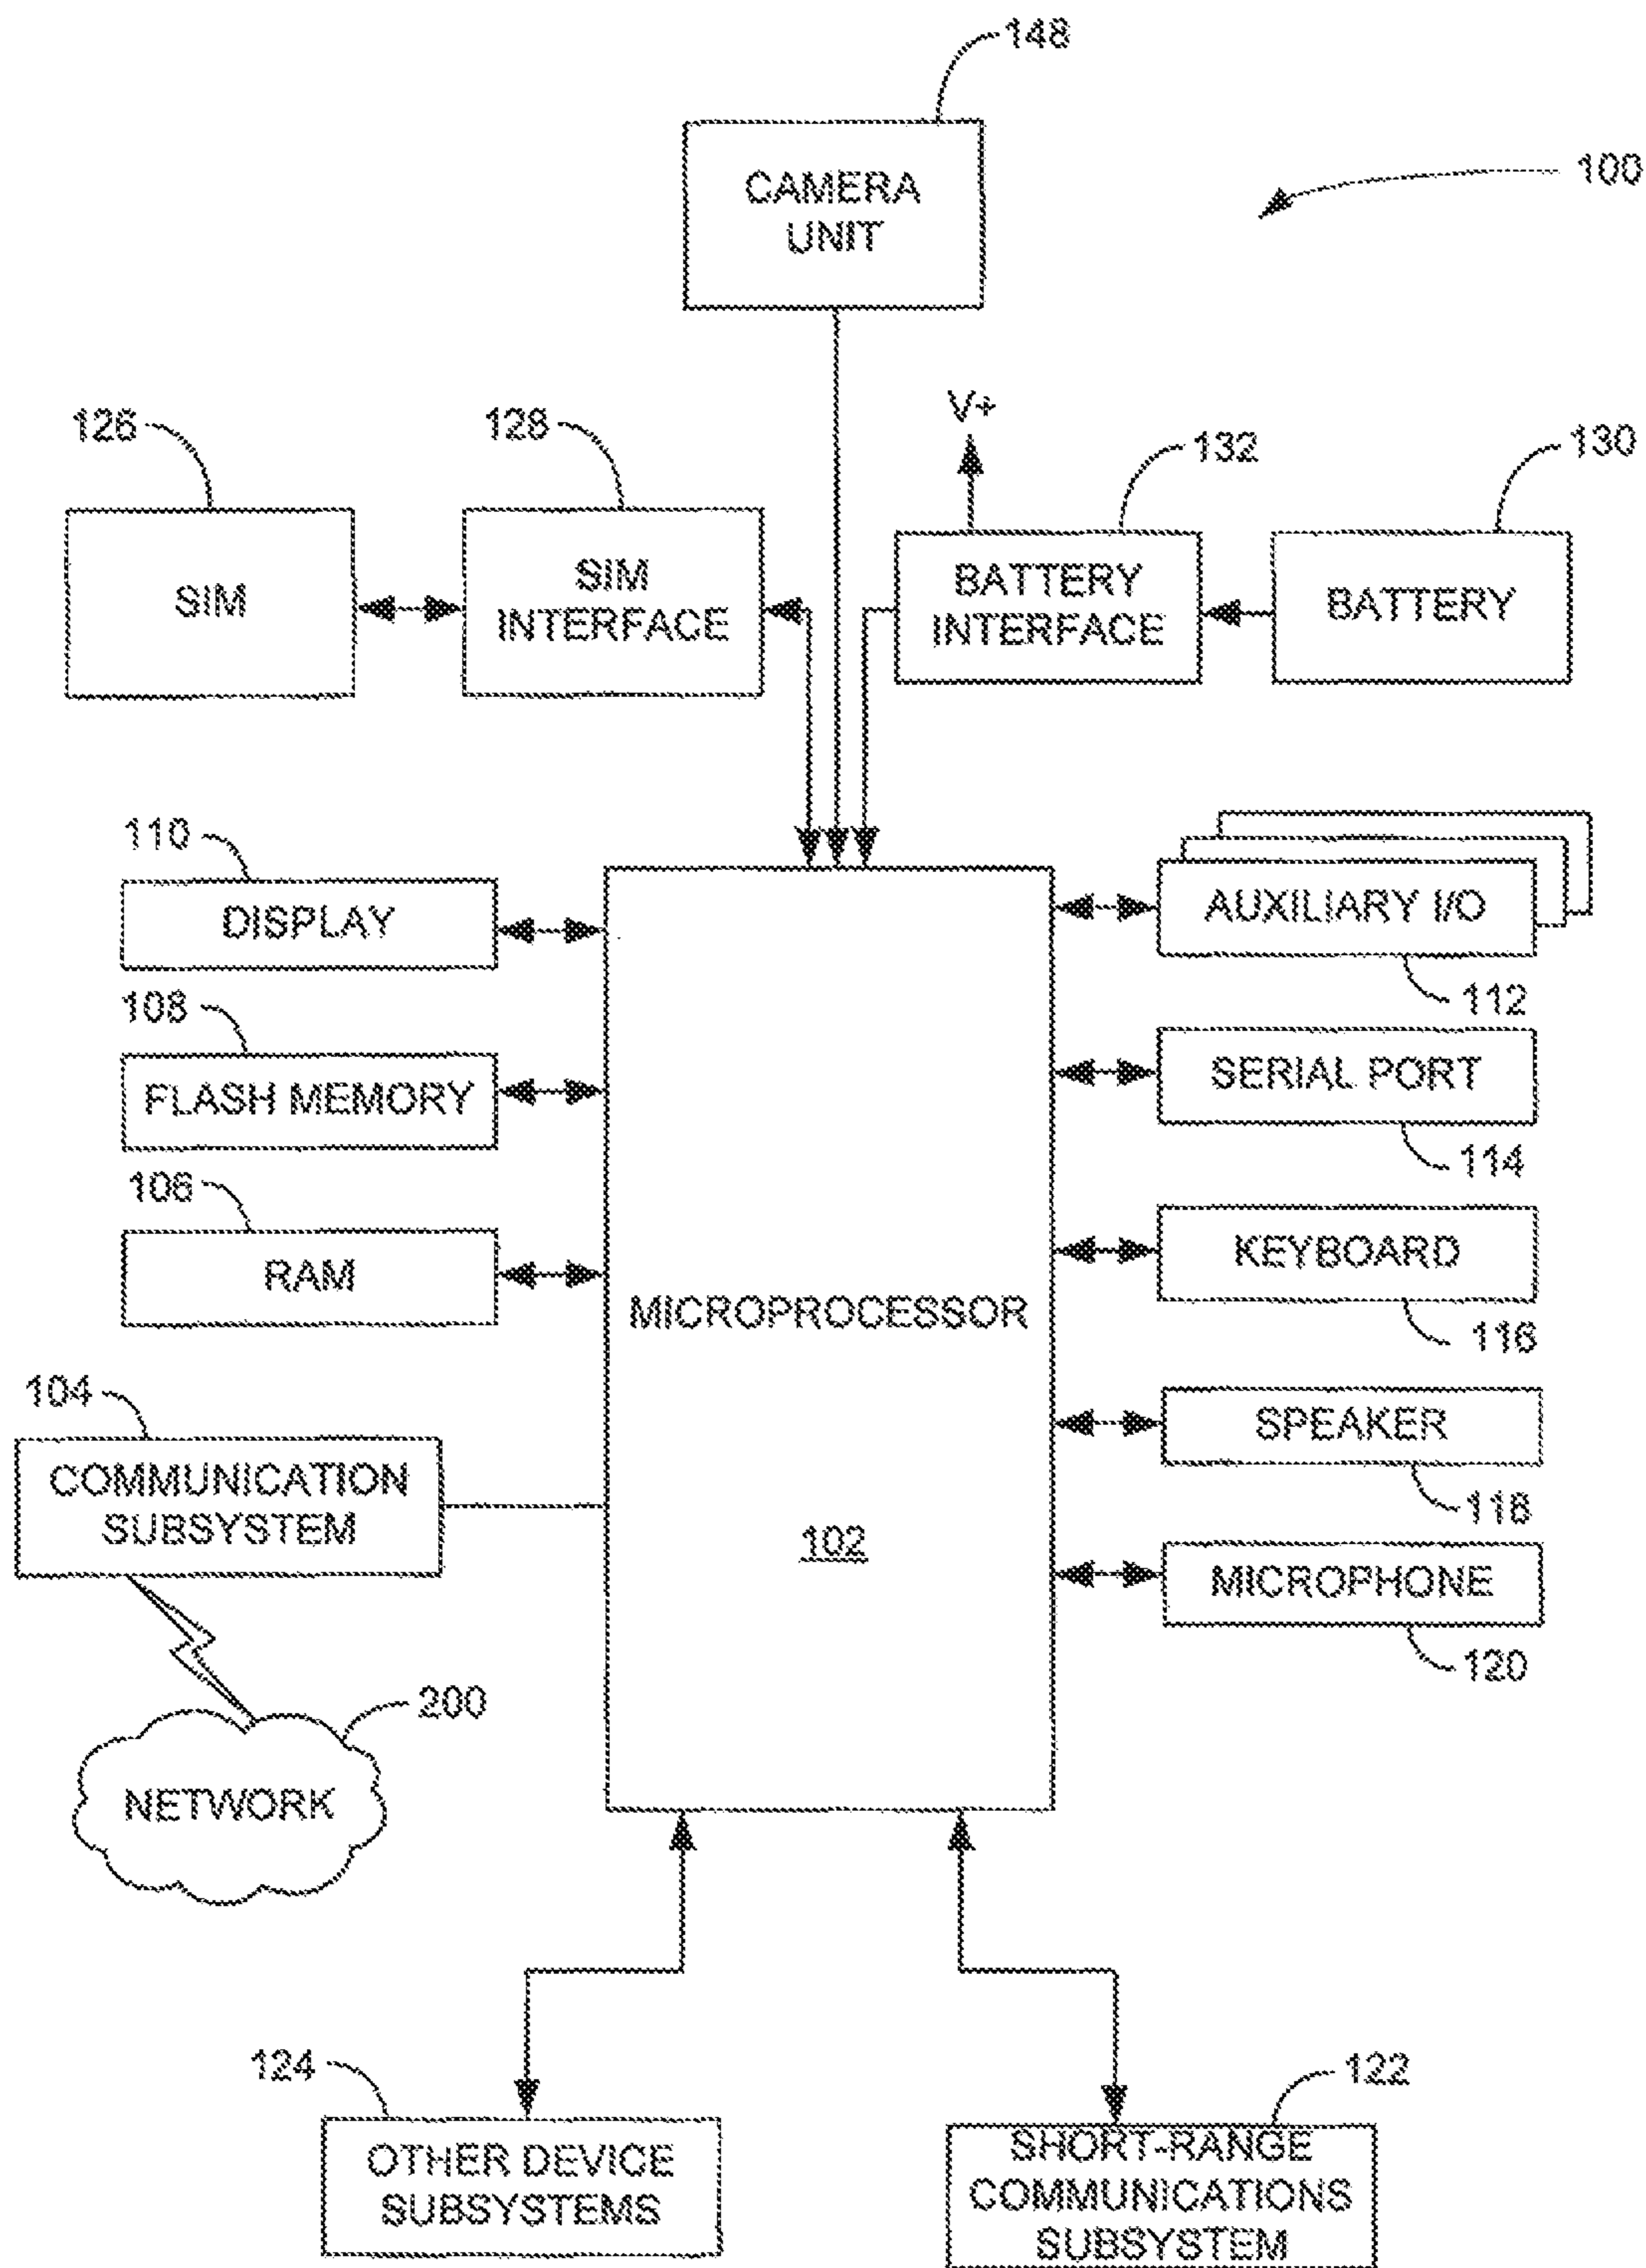 148
CAMERA
UNIT
100
126
128
V+
132
130
SIM
SIM
INTERFACE
BATTERY
INTERFACE
BATTERY
110
DISPLAY
AUXILIARY I/O
112
108
FLASH MEMORY
SERIAL PORT
114
106
RAM
KEYBOARD
116
MICROPROCESSOR
102
104
COMMUNICATION
SUBSYSTEM
SPEAKER
118
MICROPHONE
120
200
NETWORK
124
OTHER DEVICE
SUBSYSTEMS
122
SHORT-RANGE
COMMUNICATIONS
SUBSYSTEM